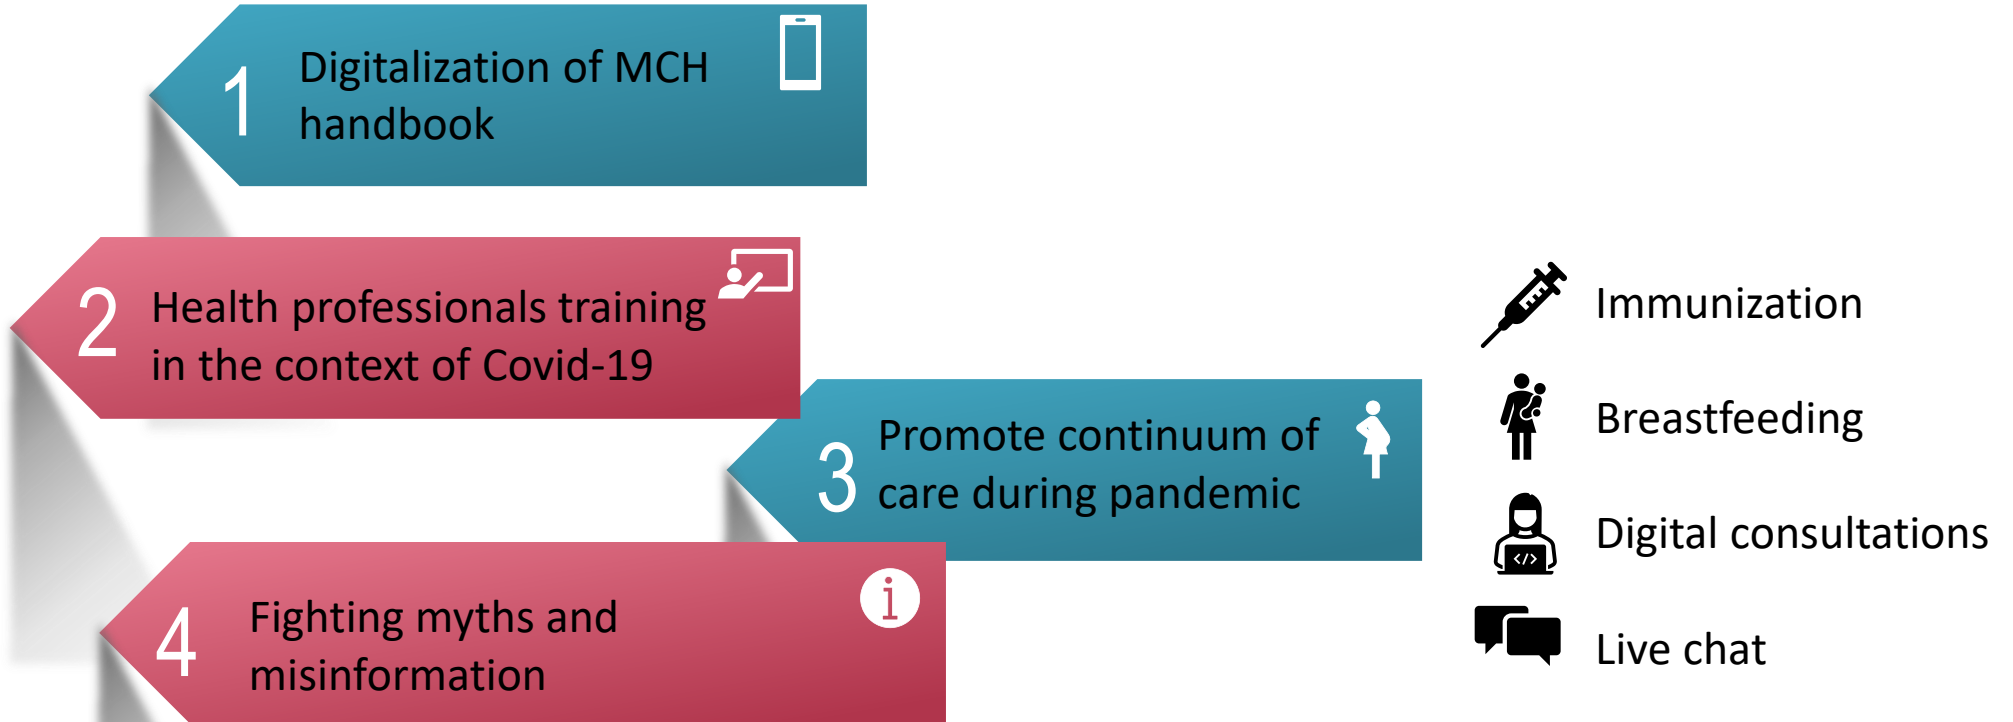 1
Digitalization of MCH
handbook
2
Health professionals training
in the context of Covid-19
3
Promote continuum of
care during pandemic
4
Fighting myths and
misinformation
i
Immunization
Breastfeeding
</>
Digital consultations
Live chat